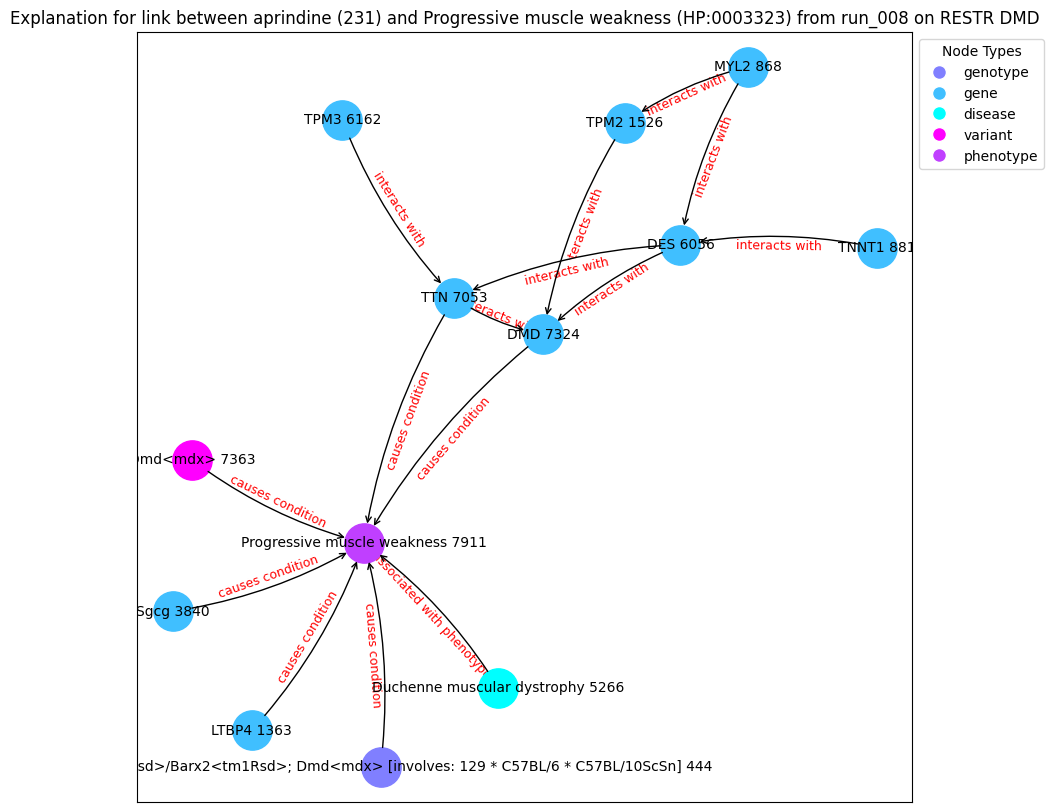 Explanation for link between aprindine (231) and Progressive muscle weakness (HP:0003323) from run_008 on RESTR DMD
Node Types
genotype
gene
disease
variant
phenotype
MYL2 868
interacts with
TPM3 6162
TPM2 1526
interacts with
interacts with
teracts with
DES 6056
interacts with
TNNT1 881
interacts with
interacts with
TTN 7053
DMD 7324
causes condition
causes condition
Dmd<mdx> 7363
causes condition
Progressive muscle weakness 7911
causes condition
Sgcg 3840
causes condition
causes condition
sociated with phenotype
Duchenne muscular dystrophy 5266
LTBP4 1363
sd>/Barx2<tm1Rsd>; Dmd<mdx> [involves: 129 * C57BL/6 * C57BL/10ScSn] 444